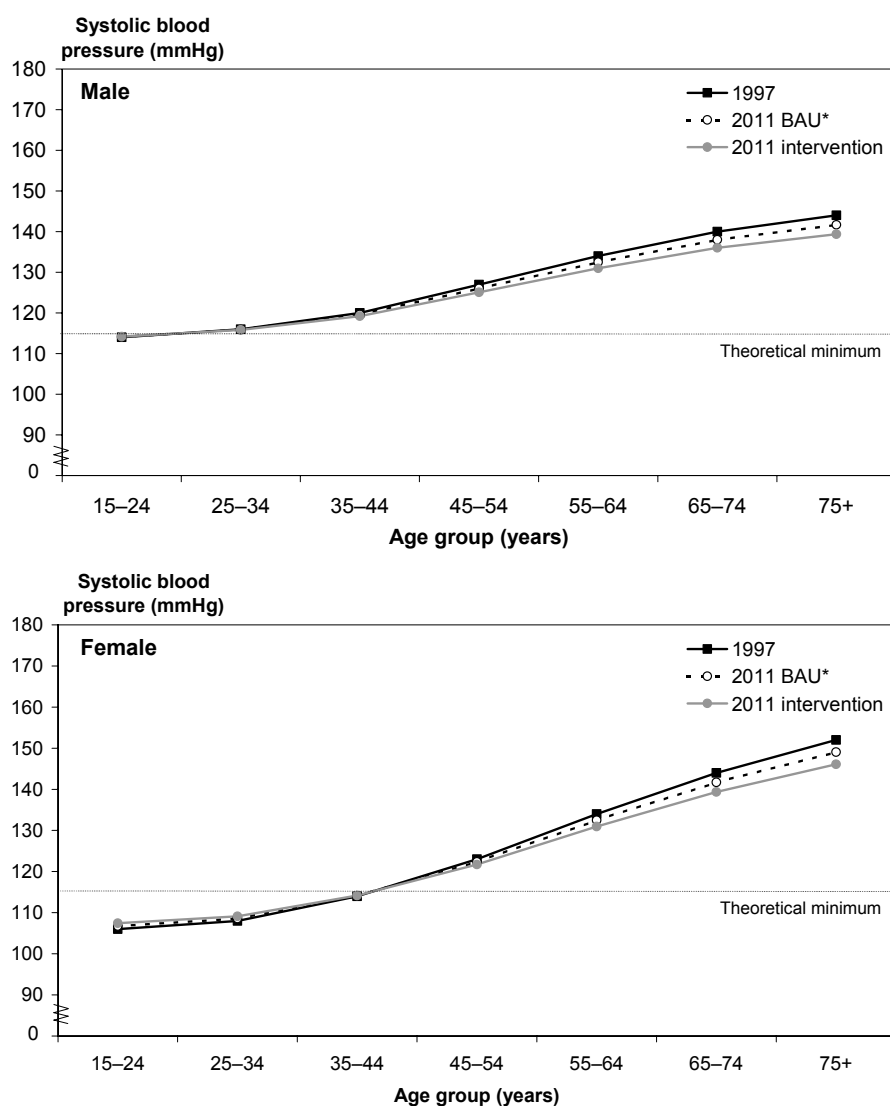 Systolic blood
pressure (mmHg)
180
Male
1997
170
2011 BAU*
160
2011 intervention
150
140
130
120
Theoretical minimum
110
100
90
0
15–24 25–34 35–44 45–54 55–64 65–74 75+
Age group (years)
Systolic blood
pressure (mmHg)
180
Female
1997
170
2011 BAU*
160
2011 intervention
150
140
130
120
Theoretical minimum
110
100
90
0
15–24 25–34 35–44 45–54 55–64 65–74 75+
Age group (years)